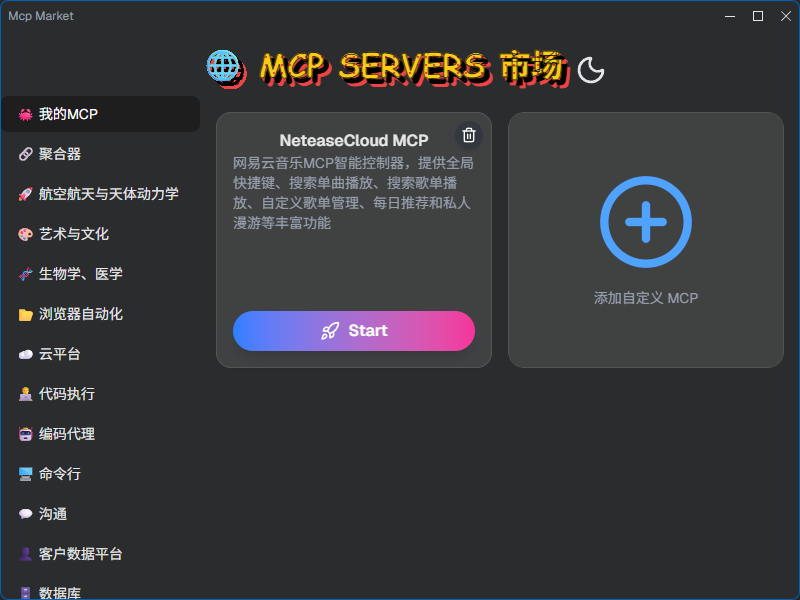 Mcp Market
MCP SERVERS 市场
我的MCP
聚合器
航空航天与天体动力学
艺术与文化
生物学、医学
浏览器自动化
云平台
代码执行
编码代理
命令行
沟通
客户数据平台
数据库
NeteaseCloud MCP
网易云音乐MCP智能控制器，提供全局
快捷键、搜索单曲播放、搜索歌单播
放、自定义歌单管理、每日推荐和私人
漫游等丰富功能
Start
添加自定义 MCP